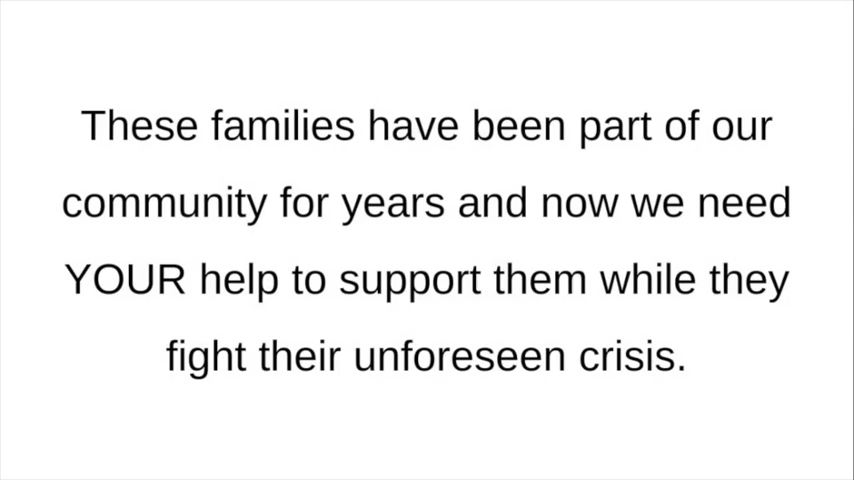 These families have been part of our
community for years and now we need
YOUR help to support them while they
fight their unforeseen crisis.